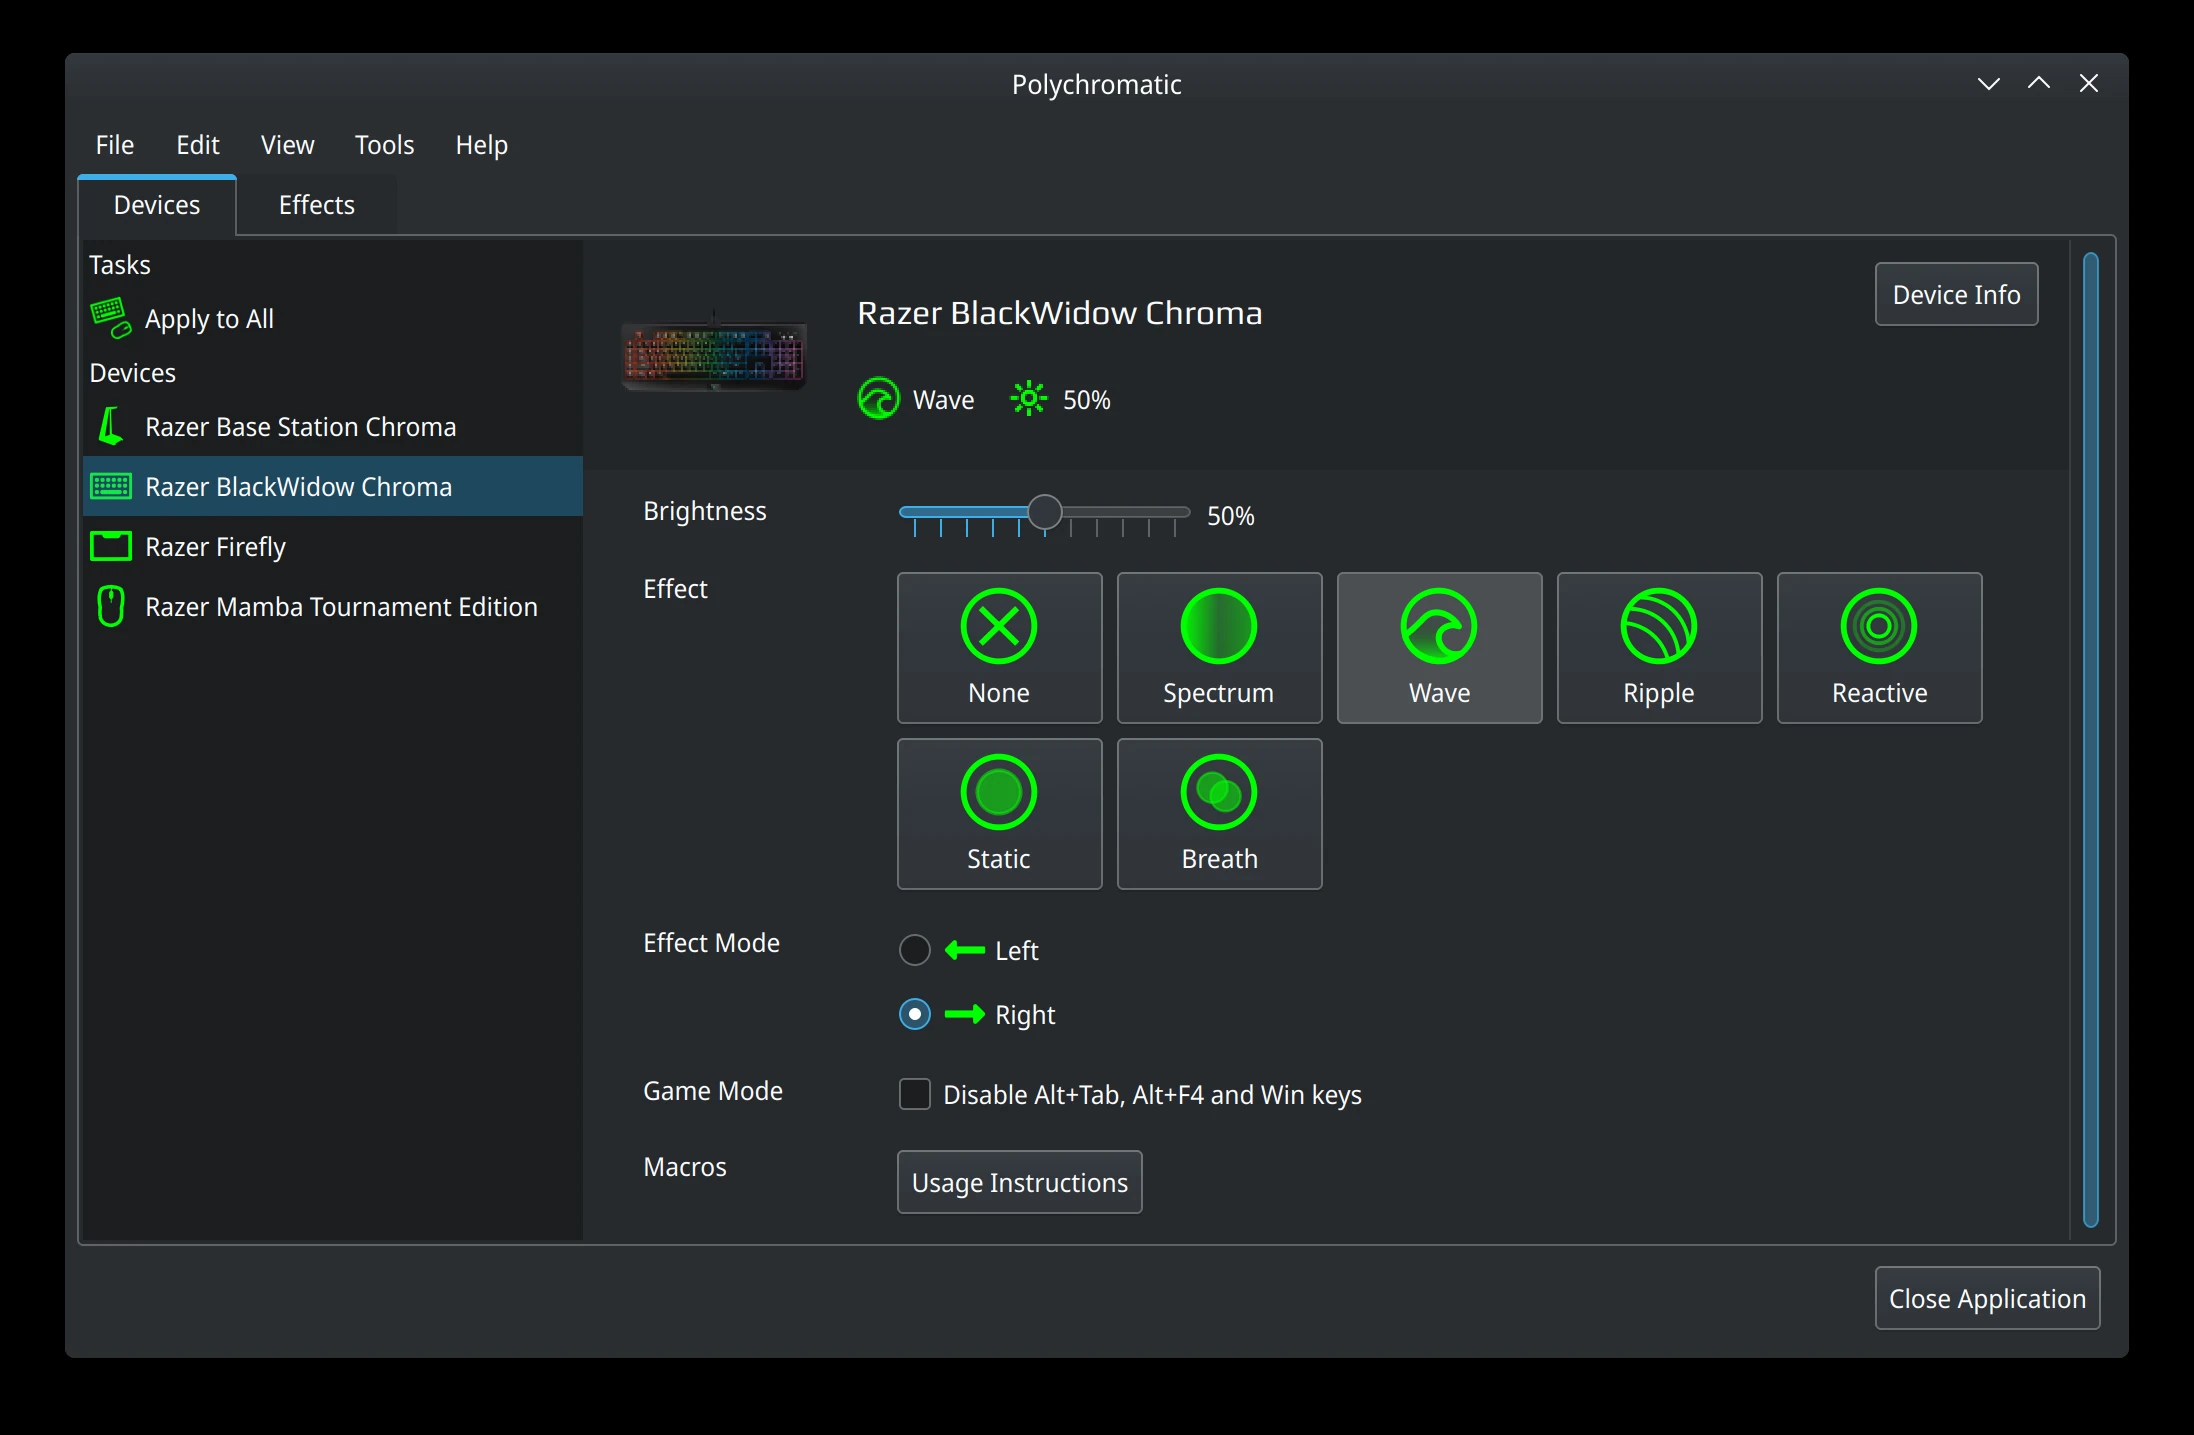 Polychromatic
File Edit View Tools Help
Devices Effects
Tasks
Apply to All
Devices
Razer Base Station Chroma
Razer BlackWidow Chroma
Razer Firefly
Razer Mamba Tournament Edition
Razer BlackWidow Chroma
Device Info
Wave 50%
Brightness 50%
Effect
None Spectrum Wave Ripple Reactive
Static Breath
Effect Mode
Left
Right
Game Mode Disable Alt+Tab, Alt+F4 and Win keys
Macros Usage Instructions
Close Application